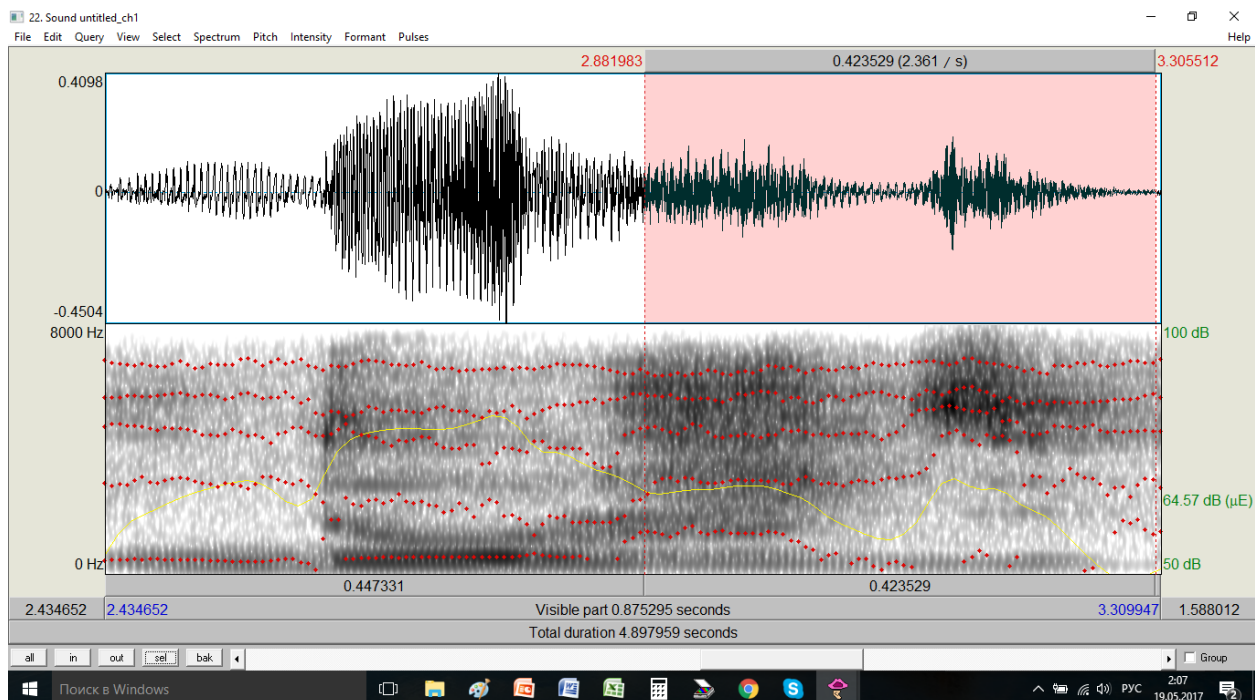 22. Sound untitled_ch1
File Edit Query View Select Spectrum Pitch Intensity Formant Pulses Help
2.881983 0.423529 (2.361 / s) 3.305512
0.4098
0
-0.4504
8000 Hz 100 dB
64.57 dB (µE)
0 Hz 50 dB
0.447331 0.423529
2.434652 2.434652 Visible part 0.875295 seconds 3.309947 1.588012
Total duration 4.897959 seconds
all in out sel bak Group
Поиск в Windows РУС 2:07
19.05.2017 2